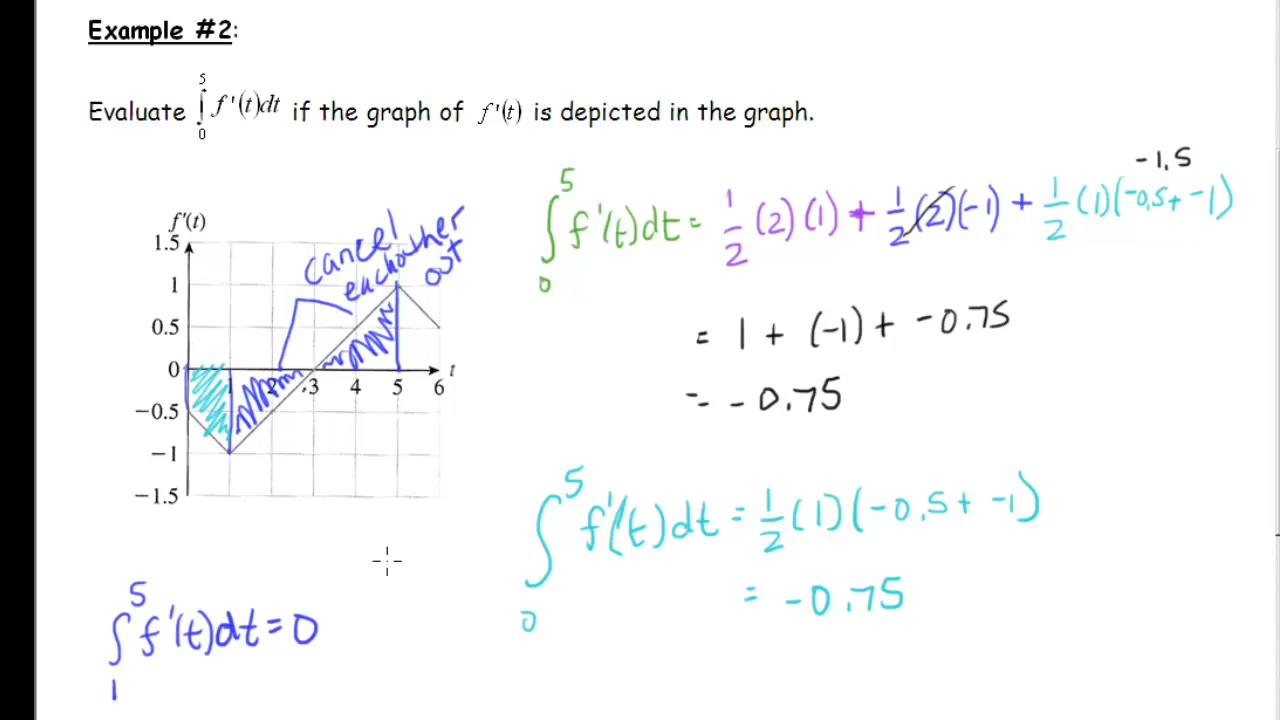 Example #2:
Evaluate ∫₀⁵ f'(t)dt if the graph of f'(t) is depicted in the graph.
-1.5
∫₀⁵ f'(t)dt = 1/2 (2)(1) + 1/2 (2)(-1) + 1/2 (1)(-0.5 + -1)
f'(t)
1.5
1
0.5
0
-0.5
-1
-1.5
1 2 3 4 5 6
t
cancel
eachother
out
= 1 + (-1) + -0.75
= -0.75
∫₀⁵ f'(t)dt = 1/2 (1)(-0.5 + -1)
= -0.75
∫₁⁵ f'(t)dt = 0